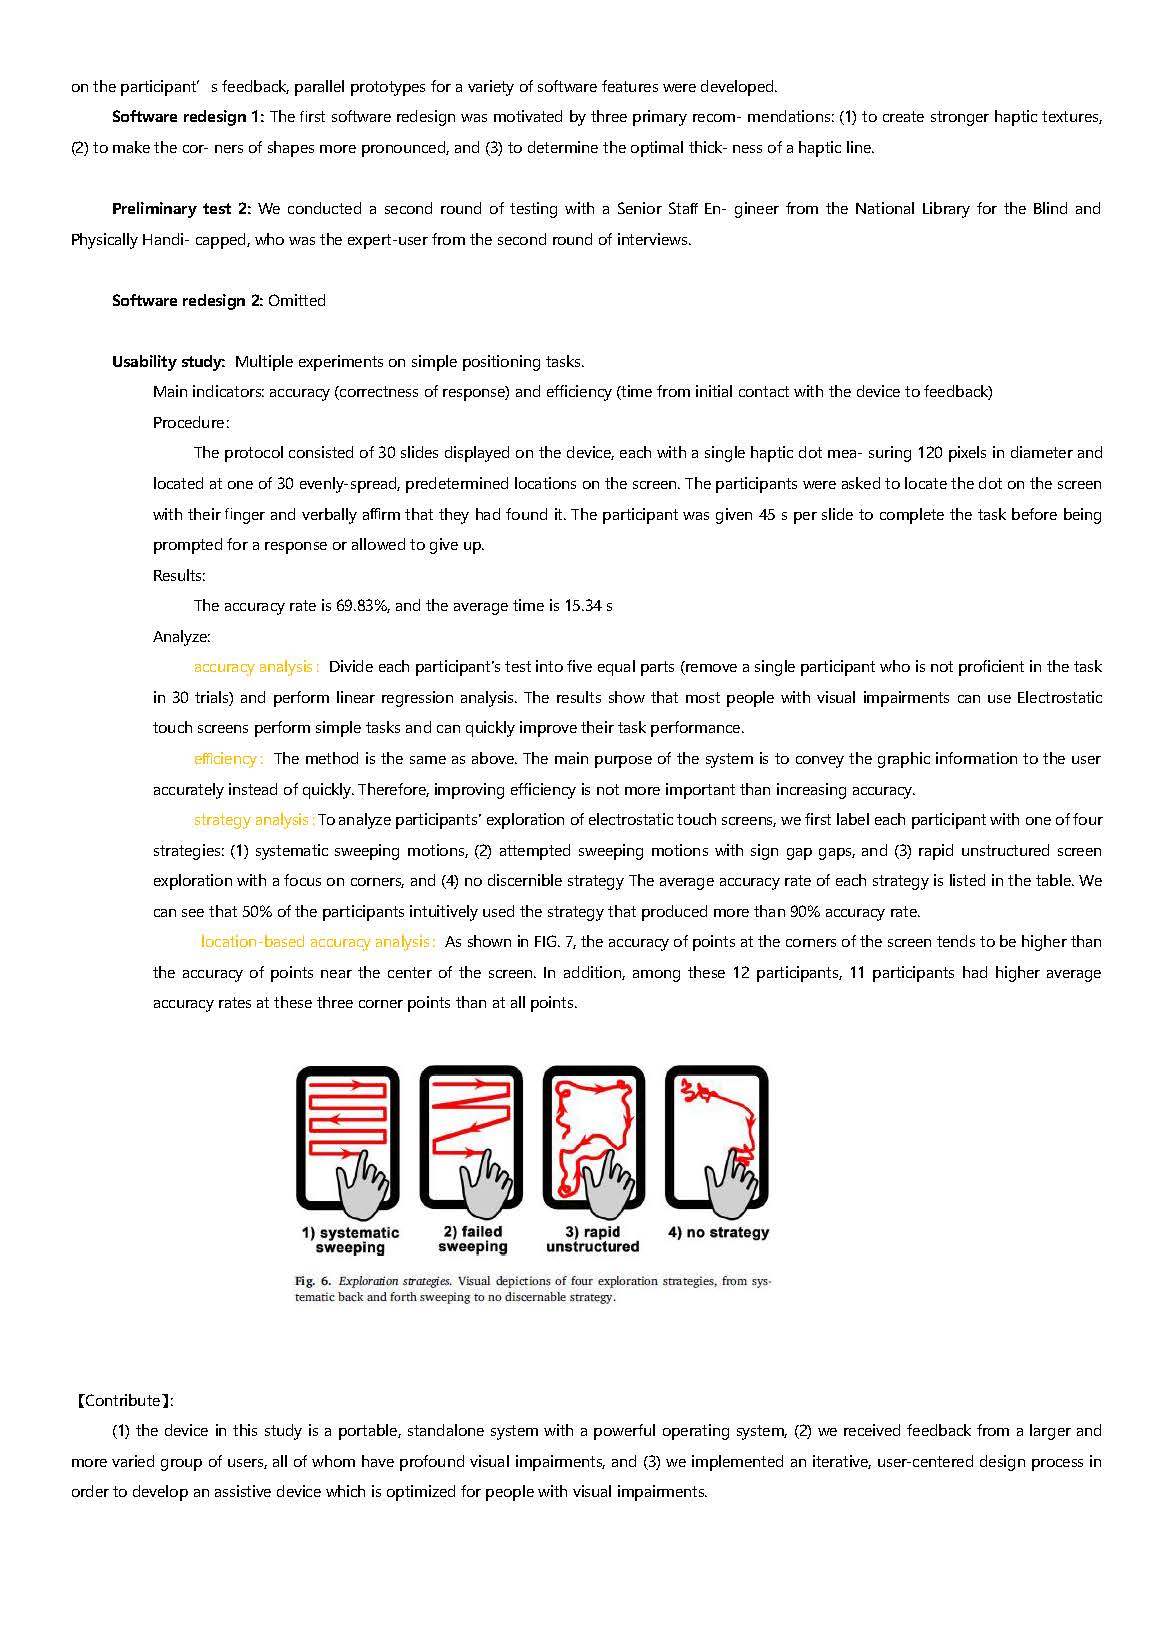 on the participant’ s feedback, parallel prototypes for a variety of software features were developed.
Software redesign 1: The first software redesign was motivated by three primary recom- mendations: (1) to create stronger haptic textures,
(2) to make the cor- ners of shapes more pronounced, and (3) to determine the optimal thick- ness of a haptic line.
Preliminary test 2: We conducted a second round of testing with a Senior Staff En- gineer from the National Library for the Blind and
Physically Handi- capped, who was the expert-user from the second round of interviews.
Software redesign 2: Omitted
Usability study: Multiple experiments on simple positioning tasks.
Main indicators: accuracy (correctness of response) and efficiency (time from initial contact with the device to feedback)
Procedure:
The protocol consisted of 30 slides displayed on the device, each with a single haptic dot mea- suring 120 pixels in diameter and
located at one of 30 evenly-spread, predetermined locations on the screen. The participants were asked to locate the dot on the screen
with their finger and verbally affirm that they had found it. The participant was given 45 s per slide to complete the task before being
prompted for a response or allowed to give up.
Results:
The accuracy rate is 69.83%, and the average time is 15.34 s
Analyze:
accuracy analysis: Divide each participant's test into five equal parts (remove a single participant who is not proficient in the task
in 30 trials) and perform linear regression analysis. The results show that most people with visual impairments can use Electrostatic
touch screens perform simple tasks and can quickly improve their task performance.
efficiency: The method is the same as above. The main purpose of the system is to convey the graphic information to the user
accurately instead of quickly. Therefore, improving efficiency is not more important than increasing accuracy.
strategy analysis: To analyze participants’ exploration of electrostatic touch screens, we first label each participant with one of four
strategies: (1) systematic sweeping motions, (2) attempted sweeping motions with sign gap gaps, and (3) rapid unstructured screen
exploration with a focus on corners, and (4) no discernible strategy The average accuracy rate of each strategy is listed in the table. We
can see that 50% of the participants intuitively used the strategy that produced more than 90% accuracy rate.
location-based accuracy analysis: As shown in FIG. 7, the accuracy of points at the corners of the screen tends to be higher than
the accuracy of points near the center of the screen. In addition, among these 12 participants, 11 participants had higher average
accuracy rates at these three corner points than at all points.
1) systematic sweeping
2) failed sweeping
3) rapid unstructured
4) no strategy
Fig. 6. Exploration strategies. Visual depictions of four exploration strategies, from sys-
tematic back and forth sweeping to no discernable strategy.
【Contribute】:
(1) the device in this study is a portable, standalone system with a powerful operating system, (2) we received feedback from a larger and
more varied group of users, all of whom have profound visual impairments, and (3) we implemented an iterative, user-centered design process in
order to develop an assistive device which is optimized for people with visual impairments.